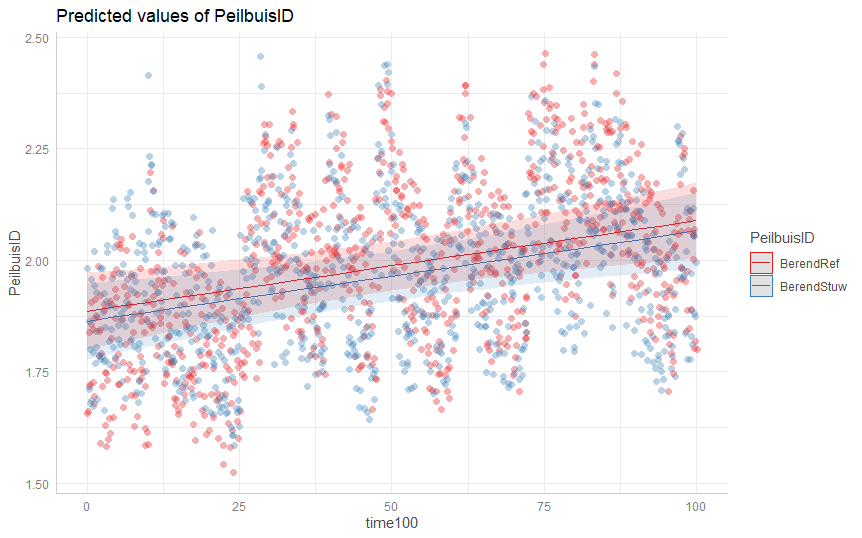 Predicted values of PeilbuisID
2.50
2.25
2.00
1.75
1.50
PeilbuisID
0
25
50
75
100
time100
PeilbuisID
BerendRef
BerendStuw